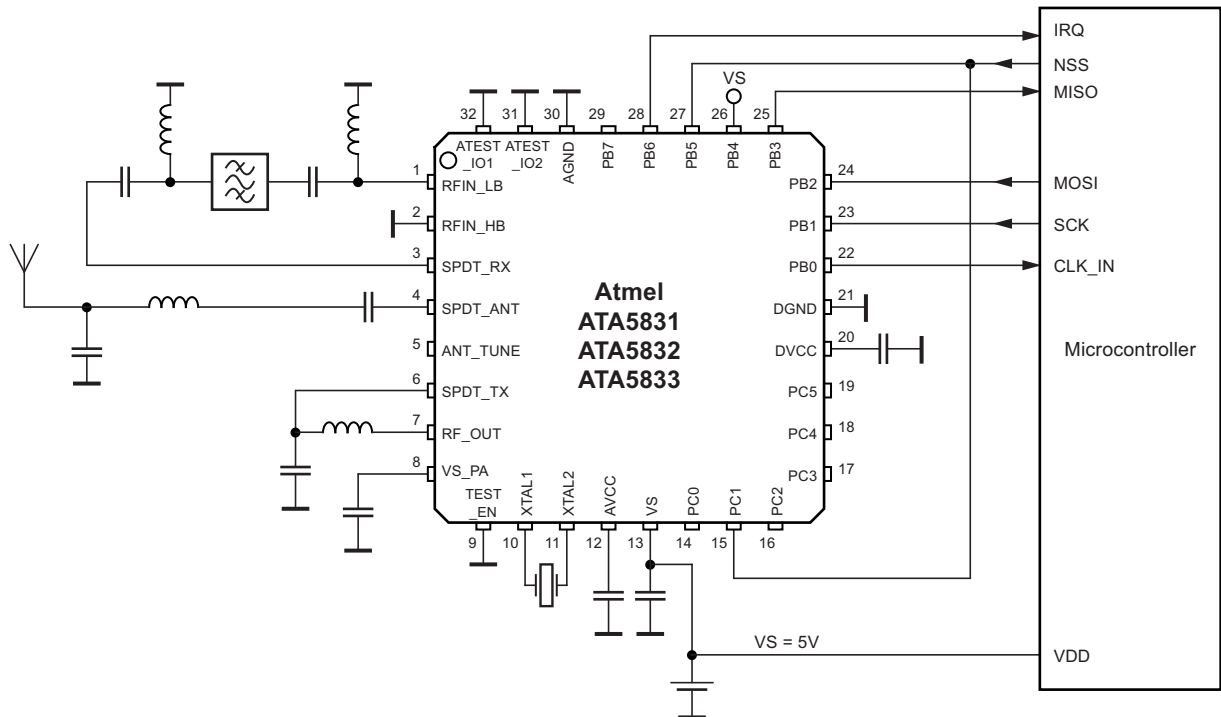 IRQ
NSS
MISO
MOSI
SCK
CLK_IN
Microcontroller
VDD
VS
32
31
30
29
28
27
26
25
ATEST
_IO1
ATEST
_IO2
AGND
PB7
PB6
PB5
PB4
PB3
1
RFIN_LB
2
RFIN_HB
3
SPDT_RX
4
SPDT_ANT
5
ANT_TUNE
6
SPDT_TX
7
RF_OUT
8
VS_PA
Atmel
ATA5831
ATA5832
ATA5833
PB2
24
PB1
23
PB0
22
DGND
21
DVCC
20
PC5
19
PC4
18
PC3
17
TEST
_EN
XTAL1
XTAL2
AVCC
VS
PC0
PC1
PC2
9
10
11
12
13
14
15
16
VS = 5V